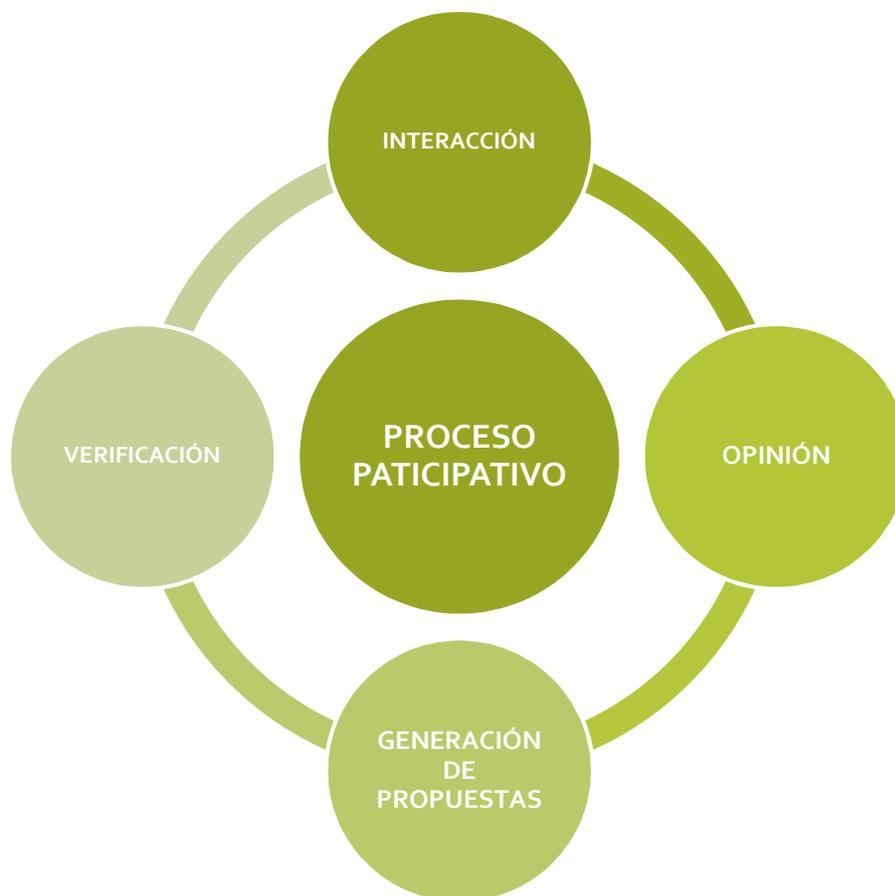 INTERACCIÓN
PROCESO
PATICIPATIVO
VERIFICACIÓN
OPINIÓN
GENERACIÓN
DE
PROPUESTAS